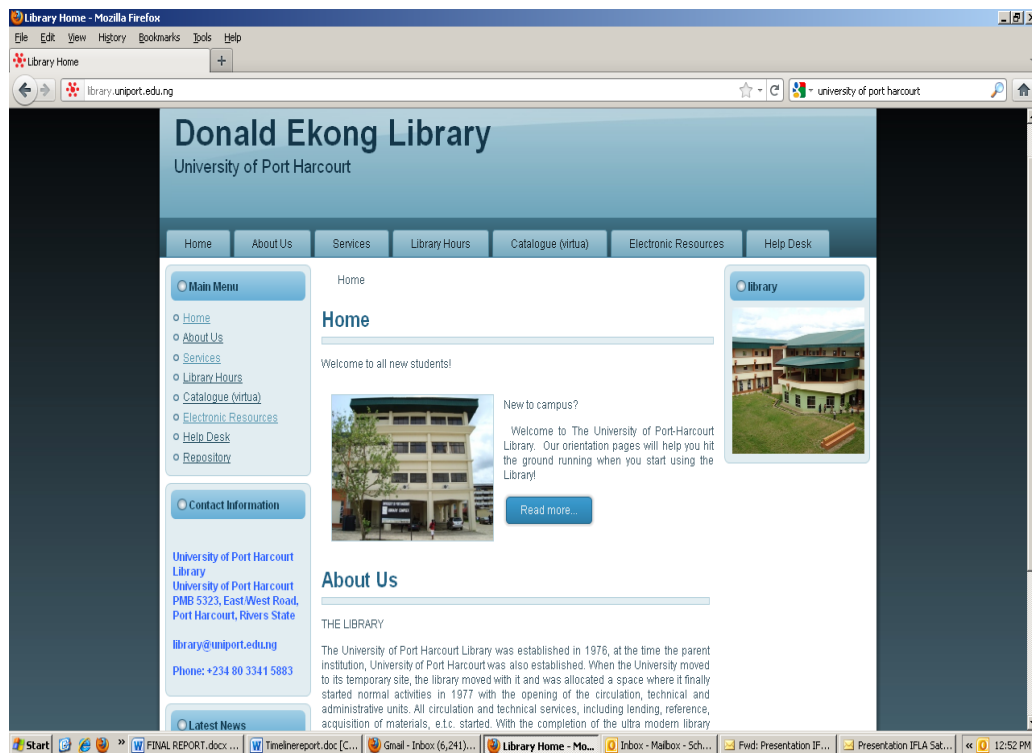 Library Home - Mozilla Firefox
File Edit View History Bookmarks Tools Help
Library Home
library.uniport.edu.ng
university of port harcourt
Donald Ekong Library
University of Port Harcourt
Home About Us Services Library Hours Catalogue (virtua) Electronic Resources Help Desk
Main Menu
Home
About Us
Services
Library Hours
Catalogue (virtua)
Electronic Resources
Help Desk
Repository
Contact Information
University of Port Harcourt
Library
University of Port Harcourt
PMB 5323, East/West Road,
Port Harcourt, Rivers State
library@uniport.edu.ng
Phone: +234 80 3341 5883
Latest News
Home
Home
Welcome to all new students!
New to campus?
Welcome to The University of Port-Harcourt
Library. Our orientation pages will help you hit
the ground running when you start using the
Library!
Read more...
About Us
THE LIBRARY
The University of Port Harcourt Library was established in 1976, at the time the parent
institution, University of Port Harcourt was also established. When the University moved
to its temporary site, the library moved with it and was allocated a space where it finally
started normal activities in 1977 with the opening of the circulation, technical and
administrative units. All circulation and technical services, including lending, reference,
acquisition of materials, e.t.c. started. With the completion of the ultra modern library
library
Start FINAL REPORT.docx ... Timelinereport.doc [C... Gmail - Inbox (6,241)... Library Home - Mo... Inbox - Mailbox - Sch... Fwd: Presentation IF... Presentation IFLA Sat... 12:52 PM